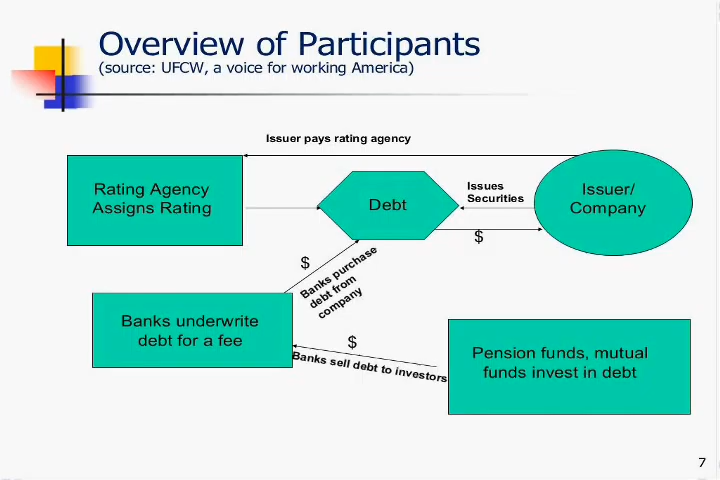 Overview of Participants
(source: UFCW, a voice for working America)
Issuer pays rating agency
Rating Agency
Assigns Rating
Debt
Issues
Securities
Issuer/
Company
$
$
Banks purchase
debt from
company
Banks underwrite
debt for a fee
$
Banks sell debt to investors
Pension funds, mutual
funds invest in debt
7